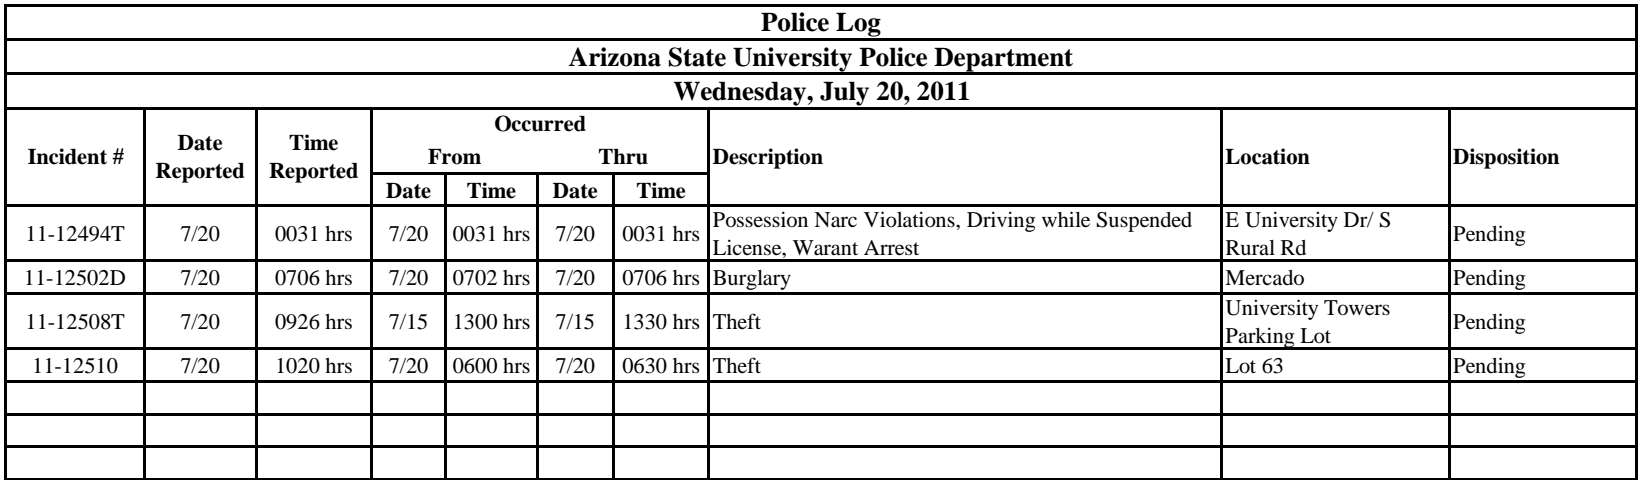 Police Log
Arizona State University Police Department
Wednesday, July 20, 2011
Incident # Date Reported Time Reported Occurred From Thru Description Location Disposition
Date Time Date Time
11-12494T 7/20 0031 hrs 7/20 0031 hrs 7/20 0031 hrs Possession Narc Violations, Driving while Suspended License, Warant Arrest E University Dr/ S Rural Rd Pending
11-12502D 7/20 0706 hrs 7/20 0702 hrs 7/20 0706 hrs Burglary Mercado Pending
11-12508T 7/20 0926 hrs 7/15 1300 hrs 7/15 1330 hrs Theft University Towers Parking Lot Pending
11-12510 7/20 1020 hrs 7/20 0600 hrs 7/20 0630 hrs Theft Lot 63 Pending